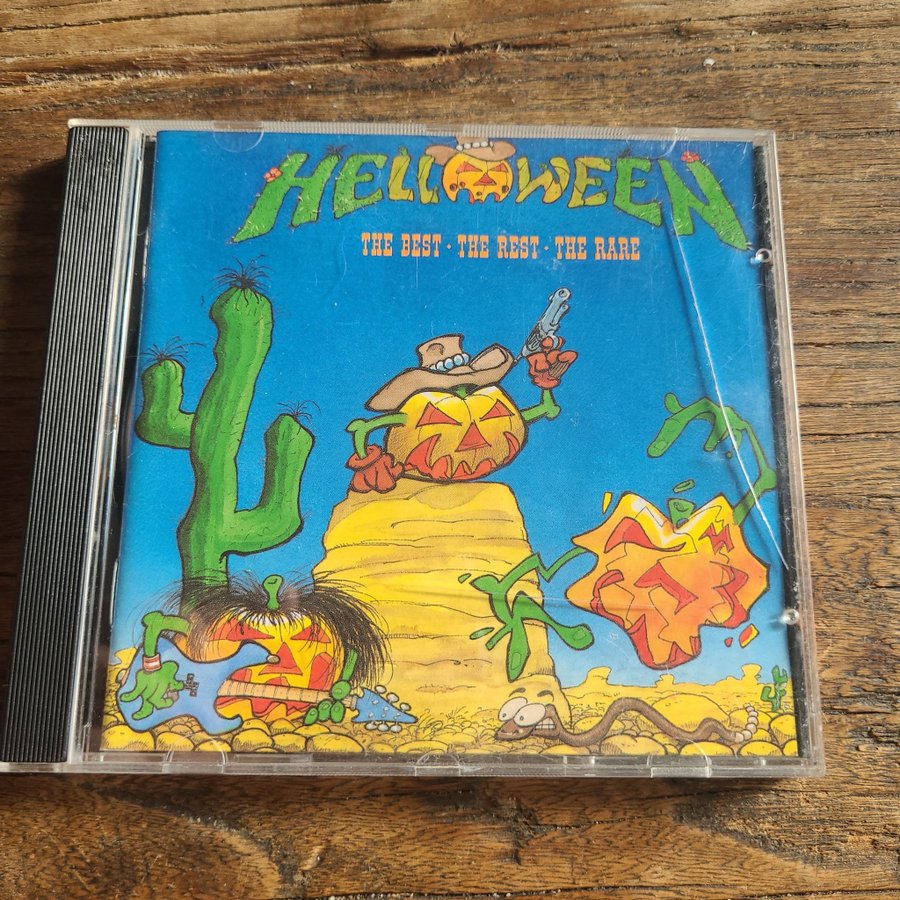 HELLOWEEN
THE BEST · THE REST · THE RARE